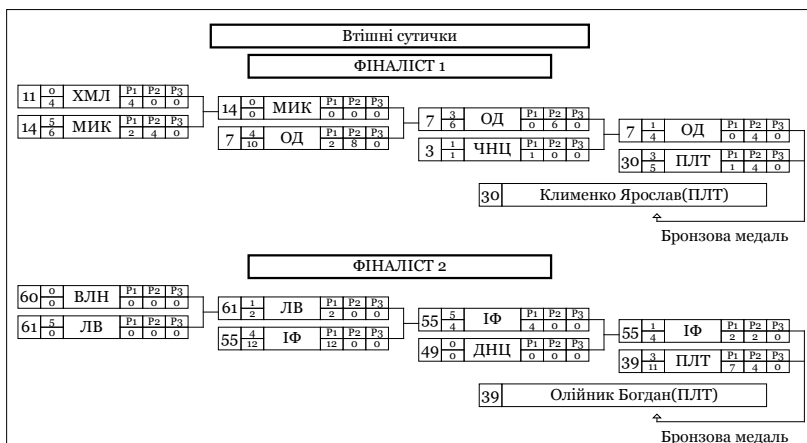 Втішні сутички
ФІНАЛІСТ 1
11 0 4 ХМЛ P1 P2 P3 4 0 0
14 5 6 МИК P1 P2 P3 2 4 0
14 0 0 МИК P1 P2 P3 0 0 0
7 4 10 ОД P1 P2 P3 2 8 0
7 3 6 ОД P1 P2 P3 0 6 0
3 1 1 ЧНЦ P1 P2 P3 1 0 0
7 1 4 ОД P1 P2 P3 0 4 0
30 3 5 ПЛТ P1 P2 P3 1 4 0
30 Клименко Ярослав(ПЛТ)
Бронзова медаль
ФІНАЛІСТ 2
60 0 0 ВЛН P1 P2 P3 0 0 0
61 5 0 ЛВ P1 P2 P3 0 0 0
61 1 2 ЛВ P1 P2 P3 2 0 0
55 4 12 ІФ P1 P2 P3 12 0 0
55 5 4 ІФ P1 P2 P3 4 0 0
49 0 0 ДНЦ P1 P2 P3 0 0 0
55 1 4 ІФ P1 P2 P3 2 2 0
39 3 11 ПЛТ P1 P2 P3 7 4 0
39 Олійник Богдан(ПЛТ)
Бронзова медаль